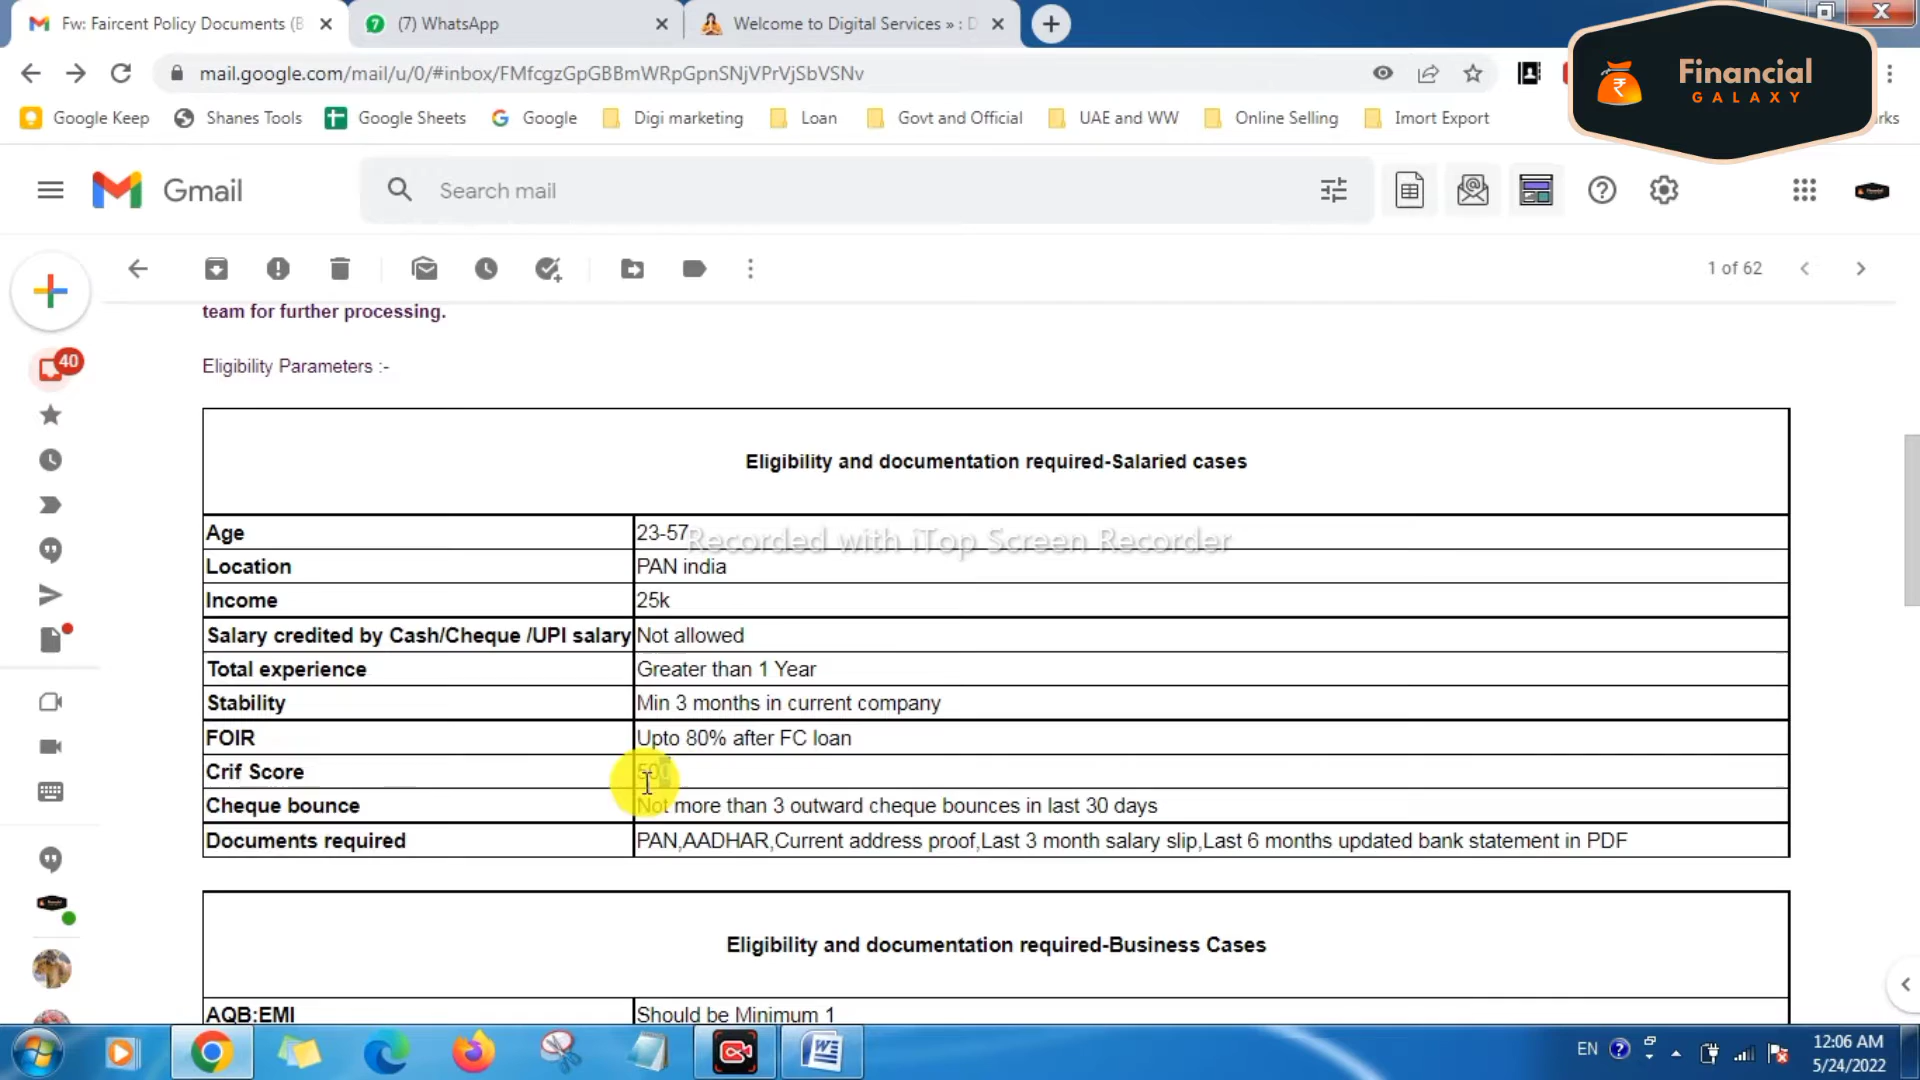 Fw: Faircent Policy Documents (B
7
(7) WhatsApp
Welcome to Digital Services » : D
mail.google.com/mail/u/0/#inbox/FMfcgzGpGBBmWRpGpnSNjVPrVjSbVSNv
Financial
GALAXY
Google Keep
Shanes Tools
Google Sheets
Google
Digi marketing
Loan
Govt and Official
UAE and WW
Online Selling
Imort Export
rks
Gmail
Search mail
1 of 62
team for further processing.
40
Eligibility Parameters :-
Eligibility and documentation required-Salaried cases
Age 23-57
Recorded with iTop Screen Recorder
Location PAN india
Income 25k
Salary credited by Cash/Cheque /UPI salary Not allowed
Total experience Greater than 1 Year
Stability Min 3 months in current company
FOIR Upto 80% after FC loan
Crif Score
Cheque bounce Not more than 3 outward cheque bounces in last 30 days
Documents required PAN,AADHAR,Current address proof,Last 3 month salary slip,Last 6 months updated bank statement in PDF
Eligibility and documentation required-Business Cases
AQB:EMI Should be Minimum 1
EN
12:06 AM
5/24/2022